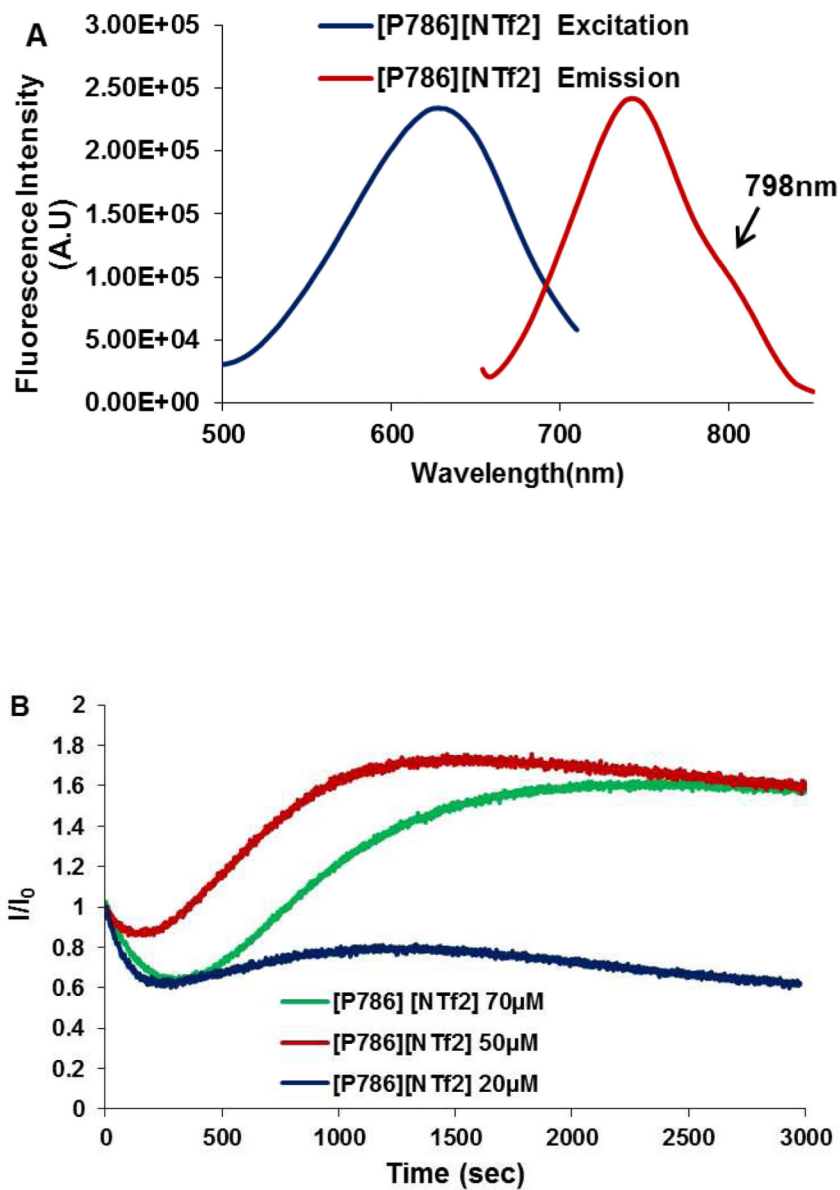 A
3.00E+05
2.50E+05
2.00E+05
1.50E+05
1.00E+05
5.00E+04
0.00E+00
Fluorescence Intensity
(A.U)
[P786][NTf2] Excitation
[P786][NTf2] Emission
798nm
500 600 700 800
Wavelength(nm)
B
2
1.8
1.6
1.4
1.2
1
0.8
0.6
0.4
0.2
0
I/I0
[P786] [NTf2] 70µM
[P786][NTf2] 50µM
[P786][NTf2] 20µM
0 500 1000 1500 2000 2500 3000
Time (sec)